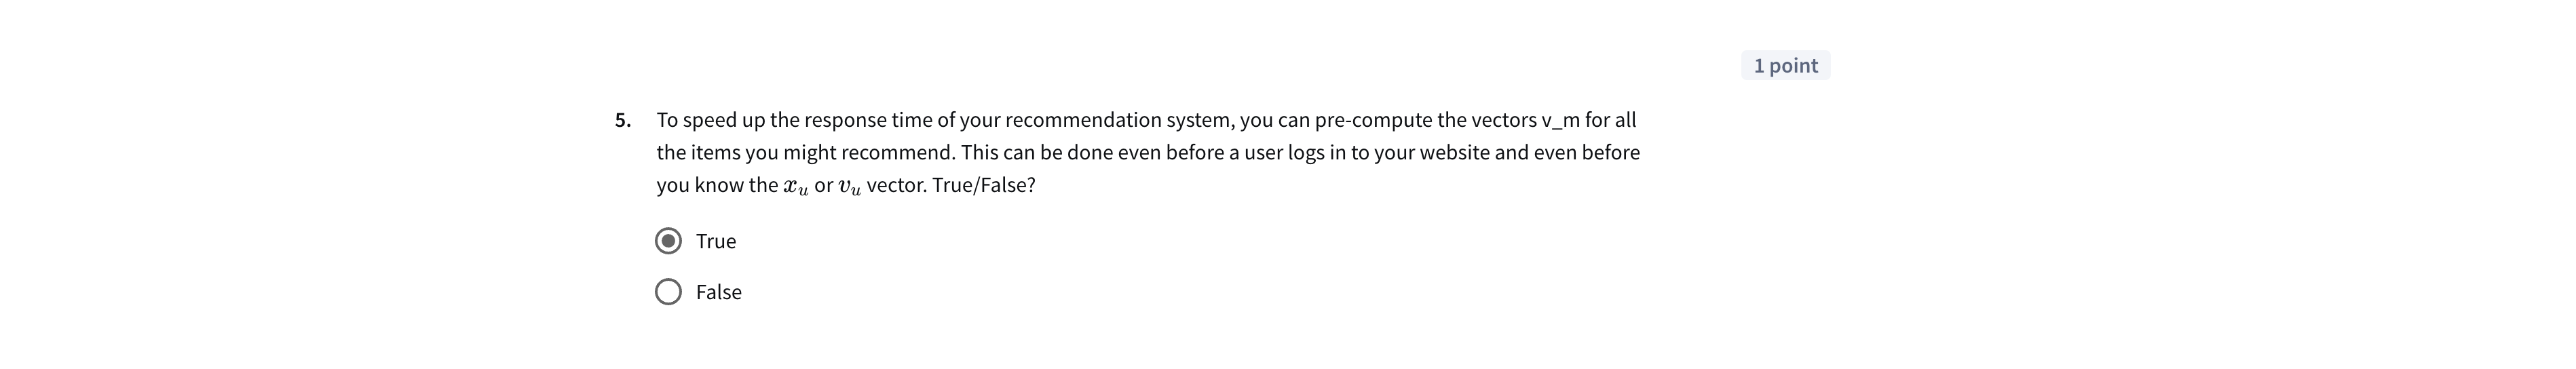 1 point
5. To speed up the response time of your recommendation system, you can pre-compute the vectors v_m for all
the items you might recommend. This can be done even before a user logs in to your website and even before
you know the x_u or v_u vector. True/False?
True
False